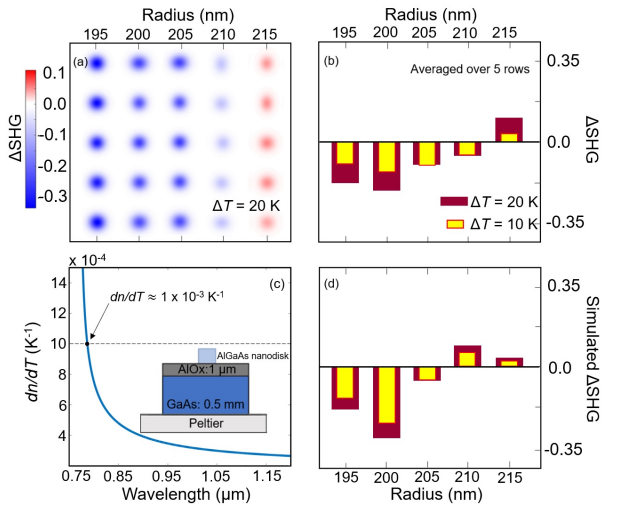 Radius (nm)
195 200 205 210 215
(a)
ΔSHG
0.1
0.0
-0.1
-0.2
-0.3
ΔT = 20 K
Radius (nm)
195 200 205 210 215
(b)
Averaged over 5 rows
0.35
0.0
-0.35
ΔSHG
ΔT = 20 K
ΔT = 10 K
x 10⁻⁴
14
12
10
8
6
4
dn/dT (K⁻¹)
(c)
dn/dT ≈ 1 x 10⁻³ K⁻¹
AlGaAs nanodisk
AlOx:1 μm
GaAs: 0.5 mm
Peltier
0.75 0.85 0.95 1.05 1.15
Wavelength (μm)
(d)
0.35
0.0
-0.35
Simulated ΔSHG
195 200 205 210 215
Radius (nm)